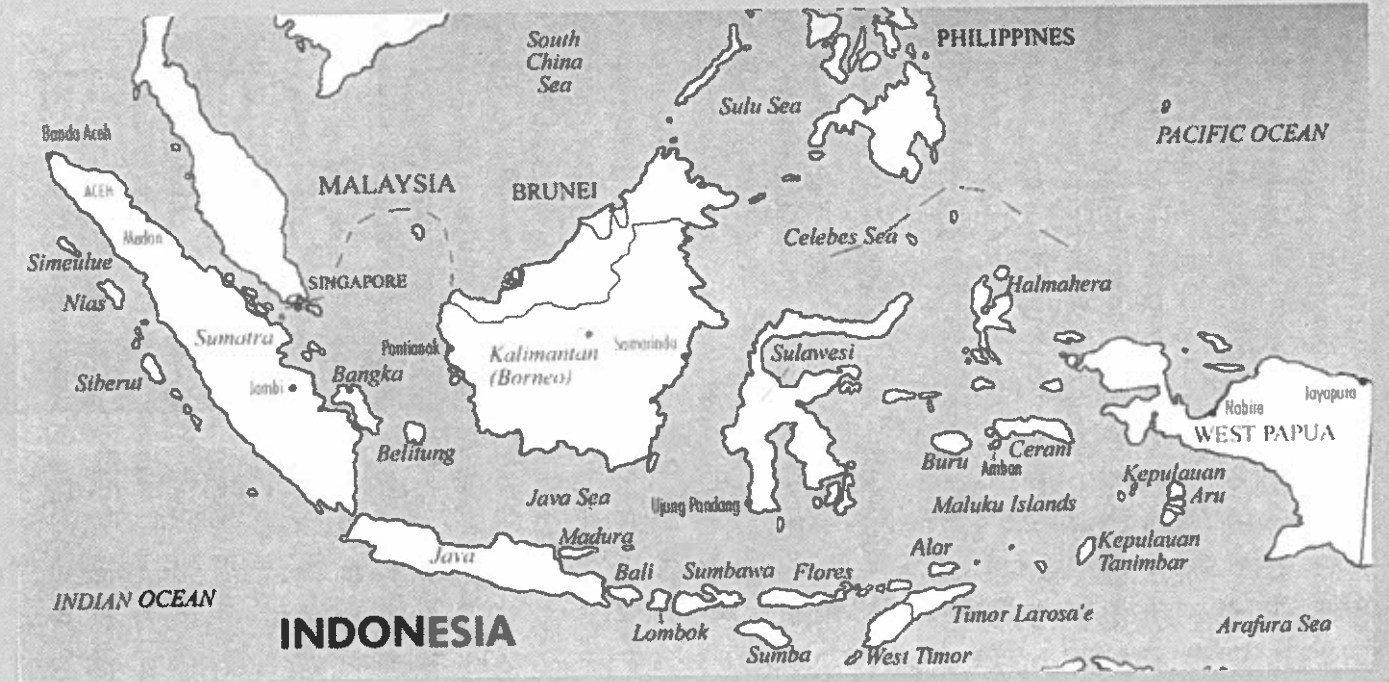 South
China
Sea
PHILIPPINES
Sulu Sea
PACIFIC OCEAN
Banda Aceh
ACEH
MALAYSIA
BRUNEI
Medan
Celebes Sea
Simeulue
SINGAPORE
Halmahera
Nias
Sumatra
Pontianak
Kalimantan
(Borneo)
Samarinda
Sulawesi
Siberut
Jambi
Bangka
Nabire
Jayapura
WEST PAPUA
Belitung
Buru
Ambon
Ceram
Kepulauan
Aru
Java Sea
Ujung Pandang
Maluku Islands
Madura
Java
Alor
Kepulauan
Tanimbar
Bali
Sumbawa
Flores
INDIAN OCEAN
INDONESIA
Lombok
Timor Larosa'e
Arafura Sea
Sumba
West Timor